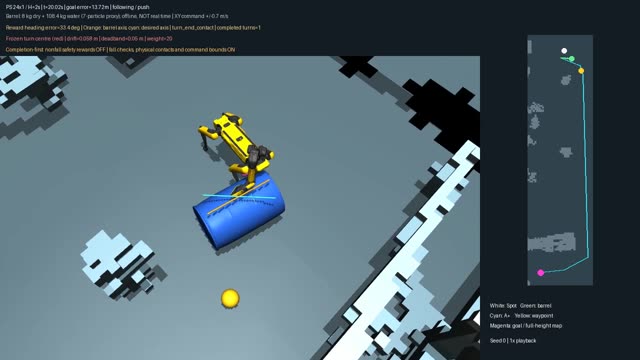 PS 24x1 / H=2s | t=20.02s | goal error=13.72m | following / push
Barrel: 8 kg dry + 108.4 kg water (7-particle proxy); offline, NOT real time | XY command +/-0.7 m/s
Reward heading error=33.4 deg | Orange: barrel axis; cyan: desired axis | turn_end_contact | completed turns=1
Frozen turn centre (red) | drift=0.059 m | deadband=0.05 m | weight=20
Completion-first: nonfall safety rewards OFF | fall checks, physical contacts and command bounds ON
White: Spot Green: barrel
Cyan: A* Yellow: waypoint
Magenta: goal / full-height map
Seed 0 | 1x playback